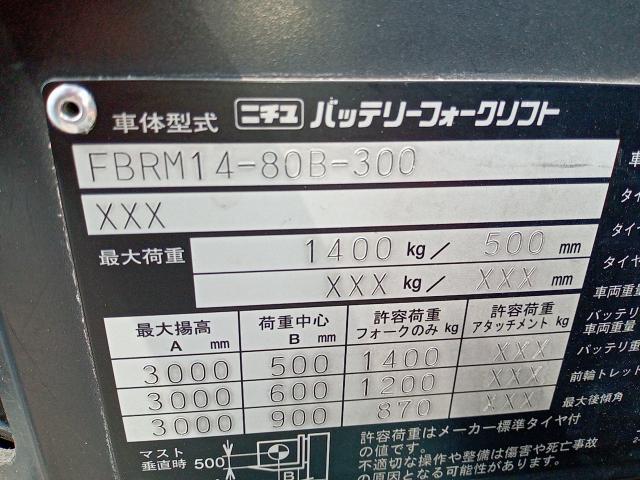 車体型式 ニチユ バッテリーフォークリフト
FBRM14-80B-300
XXX
最大荷重 1400 kg/ 500 mm
XXX kg/ XXX mm
最大揚高 A mm 荷重中心 B mm 許容荷重 フォークのみ kg 許容荷重 アタッチメント kg
3000 500 1400 XXX
3000 600 1200 XXX
3000 900 870 XXX
マスト
垂直時 500
B
許容荷重はメーカー標準タイヤ付
の値です。
不適切な操作や整備は傷害や死亡事故
の原因となる可能性があります。
車
タイ
タイ
タイヤ
車両重量
バッテリ
車両重量
バッテリ重
前輪トレッド
最大後傾角